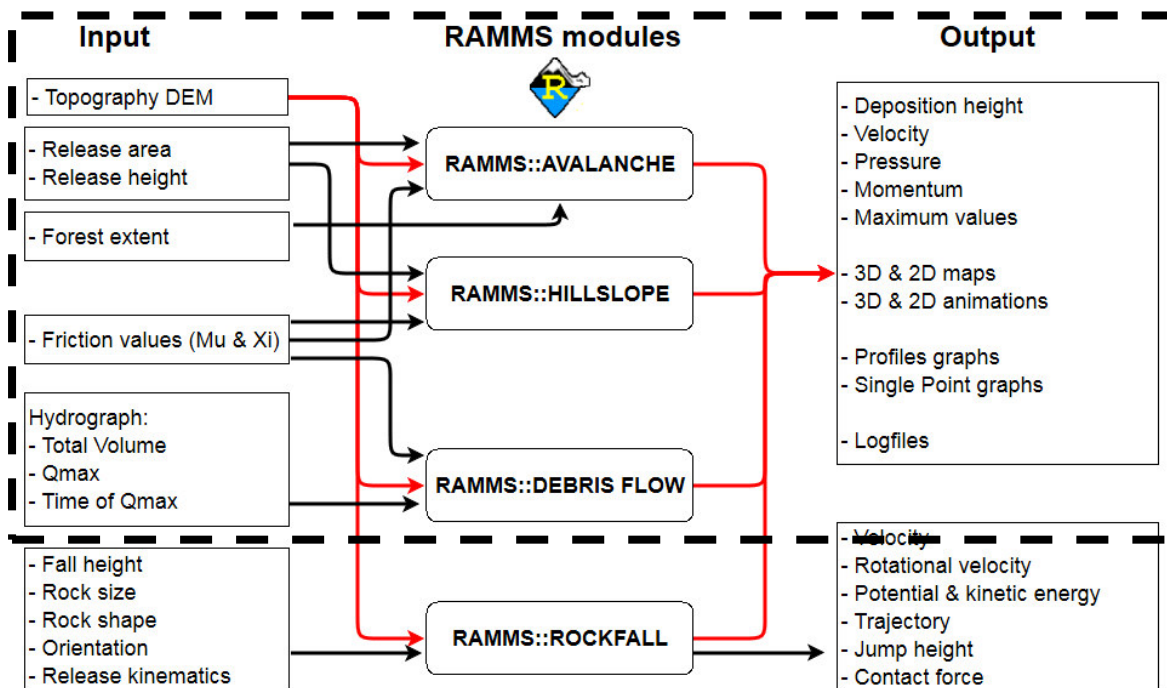 Input
RAMMS modules
Output
- Topography DEM
- Release area
- Release height
- Forest extent
- Friction values (Mu & Xi)
Hydrograph:
- Total Volume
- Qmax
- Time of Qmax
- Fall height
- Rock size
- Rock shape
- Orientation
- Release kinematics
R
RAMMS::AVALANCHE
RAMMS::HILLSLOPE
RAMMS::DEBRIS FLOW
RAMMS::ROCKFALL
- Deposition height
- Velocity
- Pressure
- Momentum
- Maximum values
- 3D & 2D maps
- 3D & 2D animations
- Profiles graphs
- Single Point graphs
- Logfiles
- Velocity
- Rotational velocity
- Potential & kinetic energy
- Trajectory
- Jump height
- Contact force